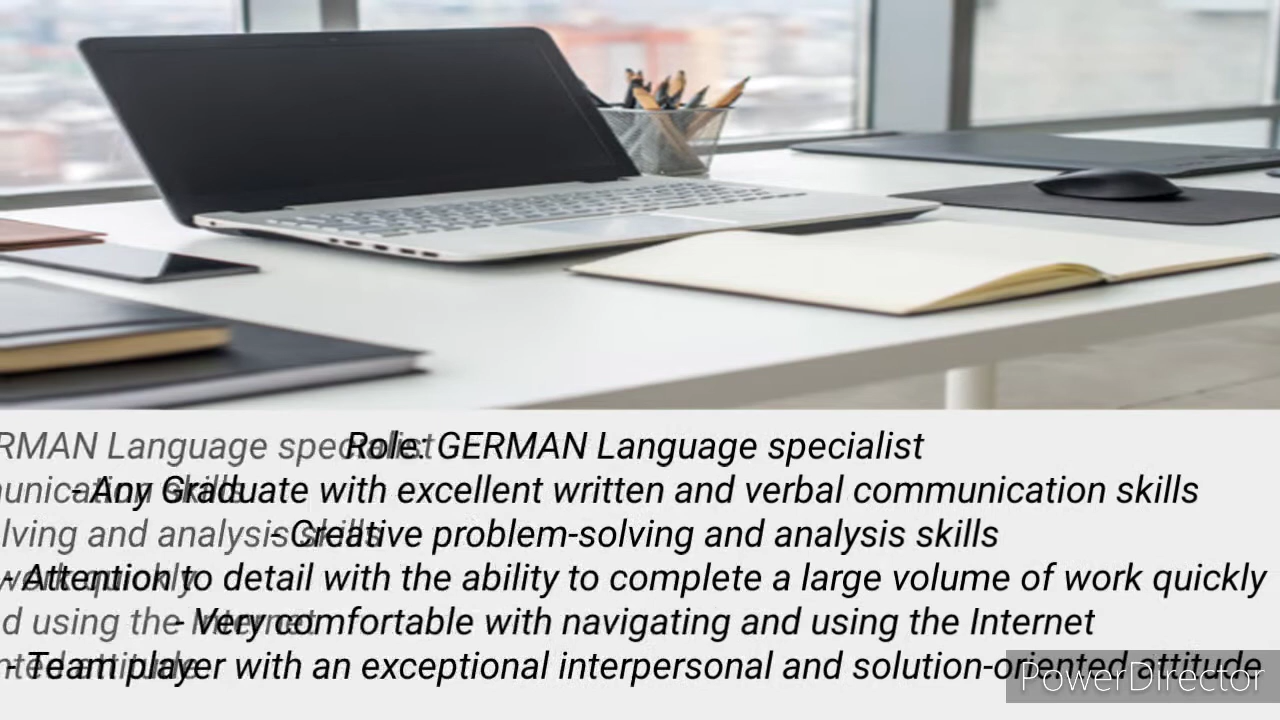 Role: GERMAN Language specialist
- Any Graduate with excellent written and verbal communication skills
- Creative problem-solving and analysis skills
- Attention to detail with the ability to complete a large volume of work quickly
- Very comfortable with navigating and using the Internet
- Team player with an exceptional interpersonal and solution-oriented attitude
PowerDirector